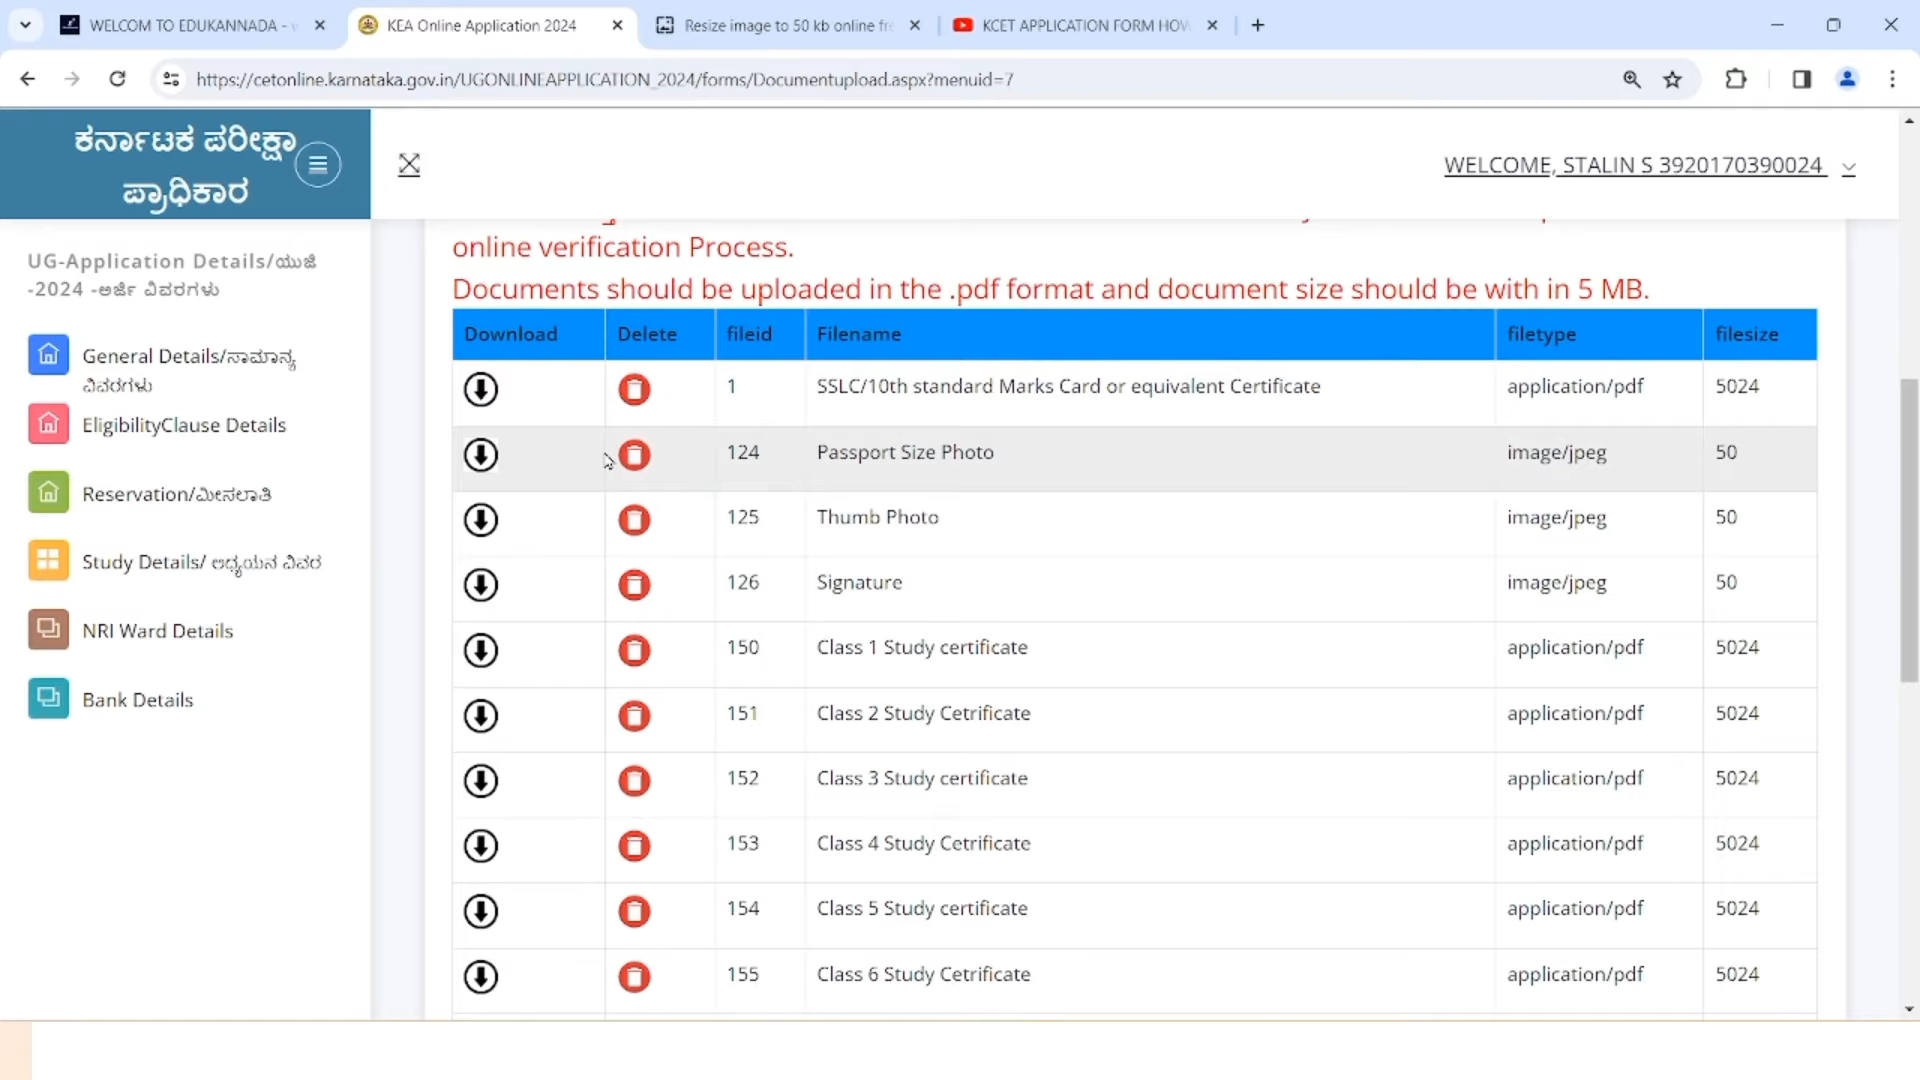 WELCOM TO EDUKANNADA -
KEA Online Application 2024
Resize image to 50 kb online fre
KCET APPLICATION FORM HOW
https://cetonline.karnataka.gov.in/UGONLINEAPPLICATION_2024/forms/Documentupload.aspx?menuid=7
ಕರ್ನಾಟಕ ಪರೀಕ್ಷಾ
ಪ್ರಾಧಿಕಾರ
WELCOME, STALIN S 3920170390024
UG-Application Details/ಯುಜಿ
-2024 -ಅರ್ಜಿ ವಿವರಗಳು
General Details/ಸಾಮಾನ್ಯ
ವಿವರಗಳು
EligibilityClause Details
Reservation/ಮೀಸಲಾತಿ
Study Details/ ಅಧ್ಯಯನ ವಿವರ
NRI Ward Details
Bank Details
online verification Process.
Documents should be uploaded in the .pdf format and document size should be with in 5 MB.
Download Delete fileid Filename filetype filesize
1 SSLC/10th standard Marks Card or equivalent Certificate application/pdf 5024
124 Passport Size Photo image/jpeg 50
125 Thumb Photo image/jpeg 50
126 Signature image/jpeg 50
150 Class 1 Study certificate application/pdf 5024
151 Class 2 Study Cetrificate application/pdf 5024
152 Class 3 Study certificate application/pdf 5024
153 Class 4 Study Cetrificate application/pdf 5024
154 Class 5 Study certificate application/pdf 5024
155 Class 6 Study Cetrificate application/pdf 5024